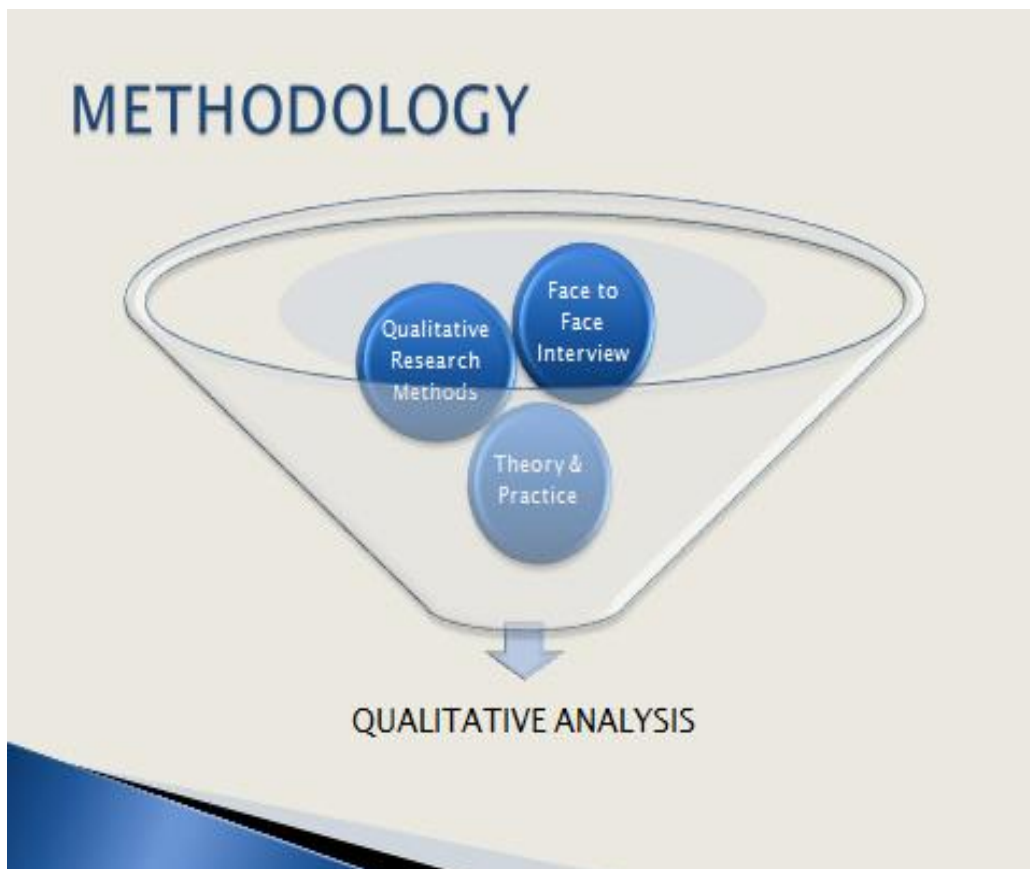 METHODOLOGY
Face to
Face
Interview
Qualitative
Research
Methods
Theory &
Practice
QUALITATIVE ANALYSIS